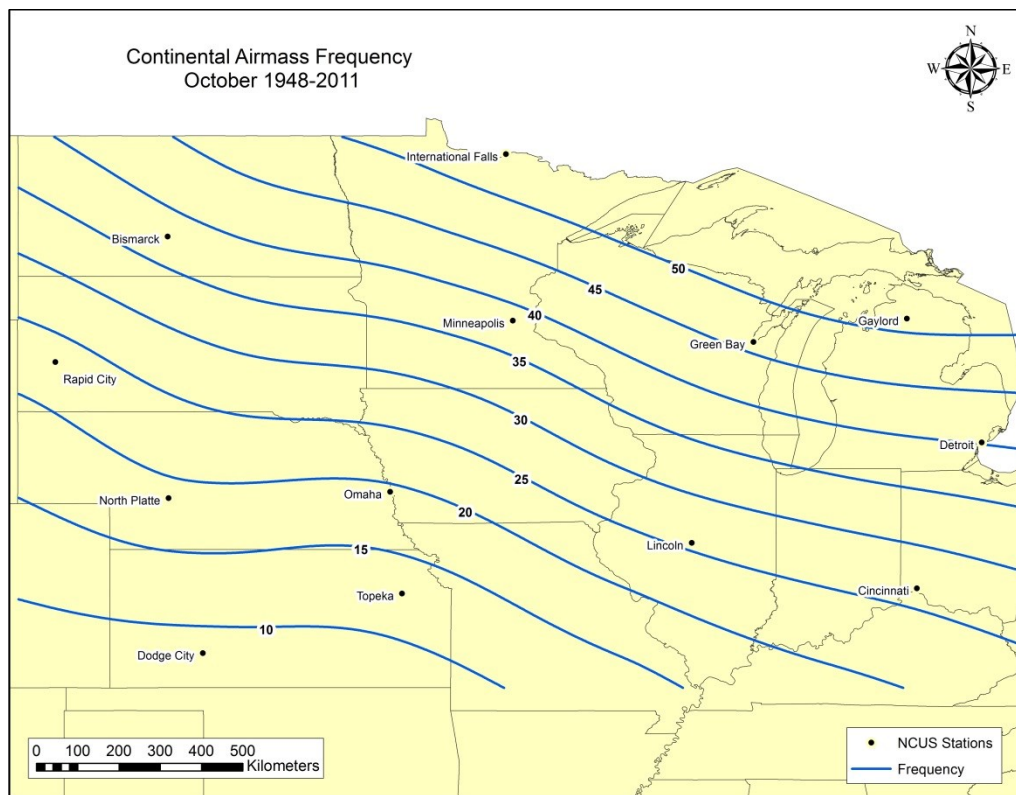 Continental Airmass Frequency
October 1948-2011
N
W
E
S
International Falls
Bismarck
50
45
40
Minneapolis
Gaylord
Green Bay
35
Rapid City
30
Detroit
25
Omaha
North Platte
20
15
Lincoln
Topeka
Cincinnati
10
Dodge City
0 100 200 300 400 500
Kilometers
NCUS Stations
Frequency